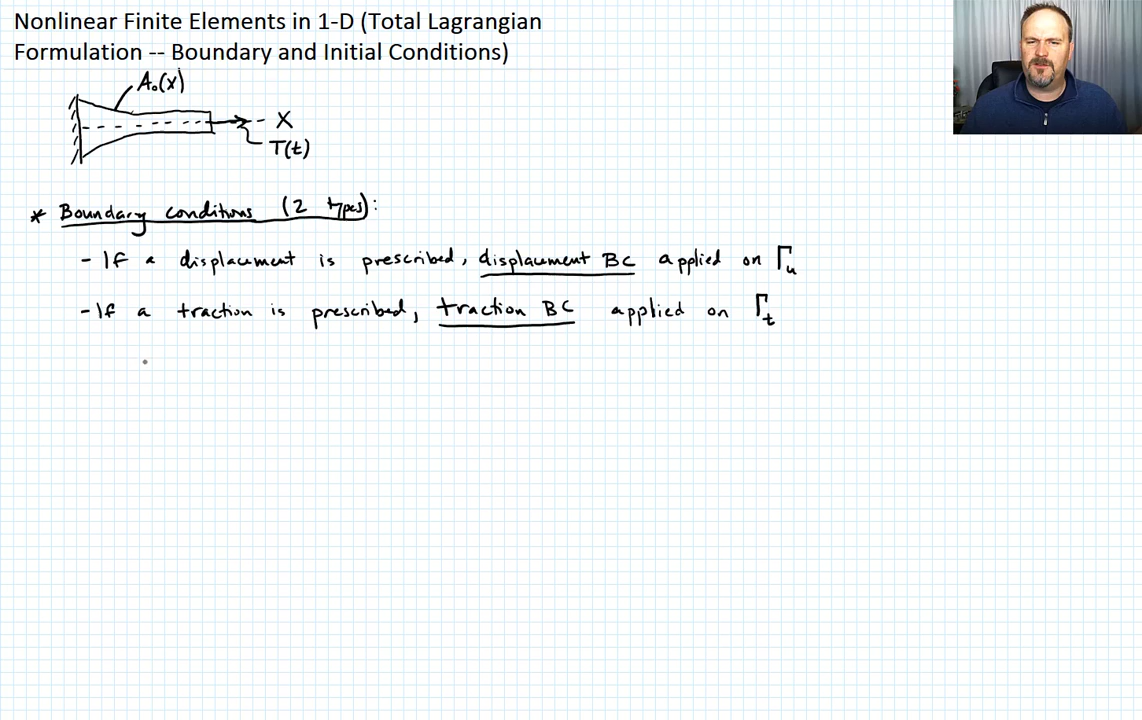 Nonlinear Finite Elements in 1-D (Total Lagrangian
Formulation -- Boundary and Initial Conditions)
A₀(X)
X
T(t)
* Boundary conditions (2 types):
- If a displacement is prescribed, displacement BC applied on Γᵤ
- If a traction is prescribed, traction BC applied on Γₜ